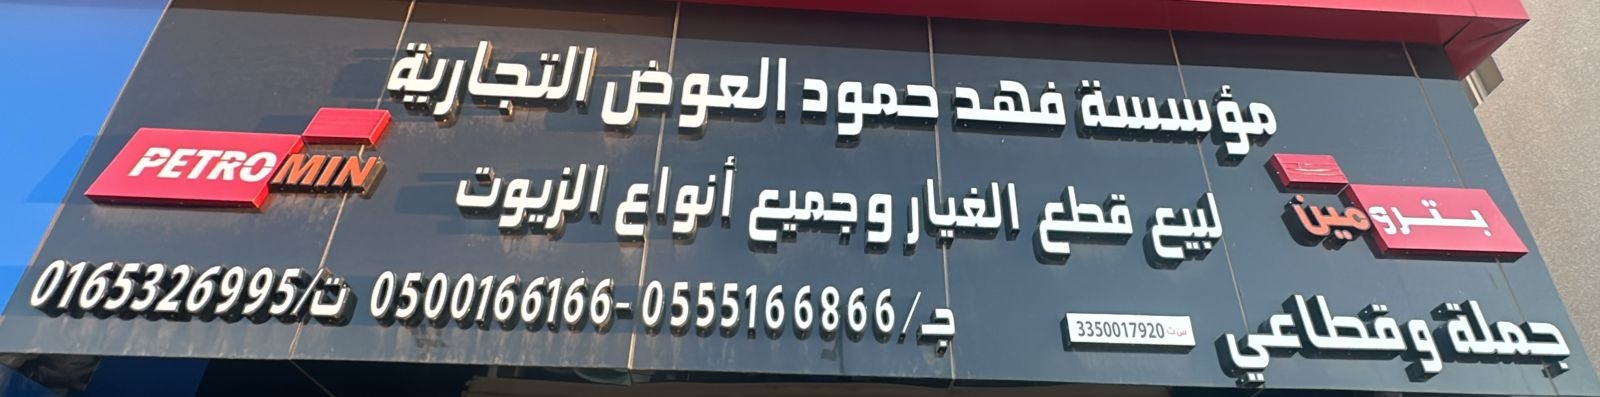 مؤسسة فهد حمود العوض التجارية
PETROMIN
بترومين
لبيع قطع الغيار وجميع أنواع الزيوت
جملة وقطاعي
س ت 3350017920
ج/ 0555166866 - 0500166166 ت/ 0165326995